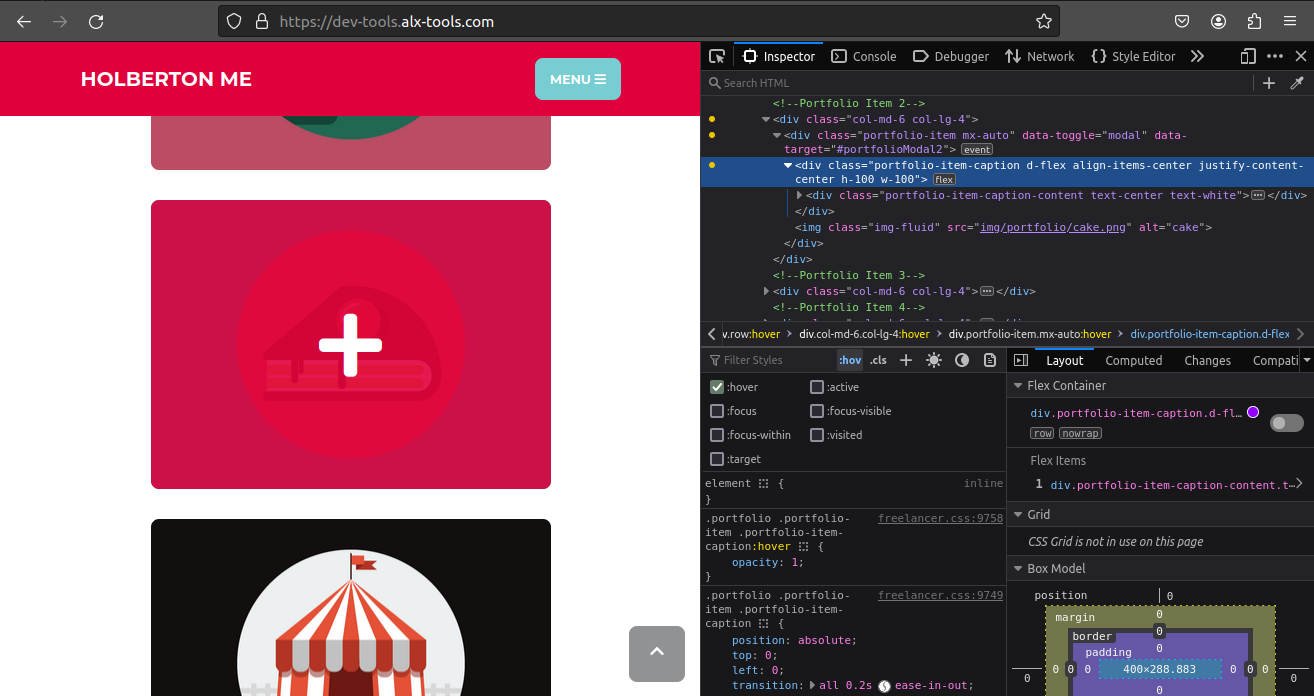 https://dev-tools.alx-tools.com
HOLBERTON ME
MENU
Inspector
Console
Debugger
Network
Style Editor
Search HTML
<!--Portfolio Item 2-->
<div class="col-md-6 col-lg-4">
<div class="portfolio-item mx-auto" data-toggle="modal" data-
target="#portfolioModal2"> event
<div class="portfolio-item-caption d-flex align-items-center justify-content-
center h-100 w-100"> flex
<div class="portfolio-item-caption-content text-center text-white"></div>
</div>
<img class="img-fluid" src="img/portfolio/cake.png" alt="cake">
</div>
</div>
<!--Portfolio Item 3-->
<div class="col-md-6 col-lg-4"></div>
<!--Portfolio Item 4-->
v.row:hover
div.col-md-6.col-lg-4:hover
div.portfolio-item.mx-auto:hover
div.portfolio-item-caption.d-flex
Filter Styles
:hov
.cls
:hover
:active
:focus
:focus-visible
:focus-within
:visited
:target
element {
inline
}
.portfolio .portfolio-
item .portfolio-item-
caption:hover {
freelancer.css:9758
opacity: 1;
}
.portfolio .portfolio-
item .portfolio-item-
caption {
freelancer.css:9749
position: absolute;
top: 0;
left: 0;
transition: all 0.2s ease-in-out;
Layout
Computed
Changes
Compati
Flex Container
div.portfolio-item-caption.d-fl…
row nowrap
Flex Items
1 div.portfolio-item-caption-content.t…
Grid
CSS Grid is not in use on this page
Box Model
position 0
margin 0
border 0
padding 0
0 0 0 0 400×288.883 0 0 0 0
0